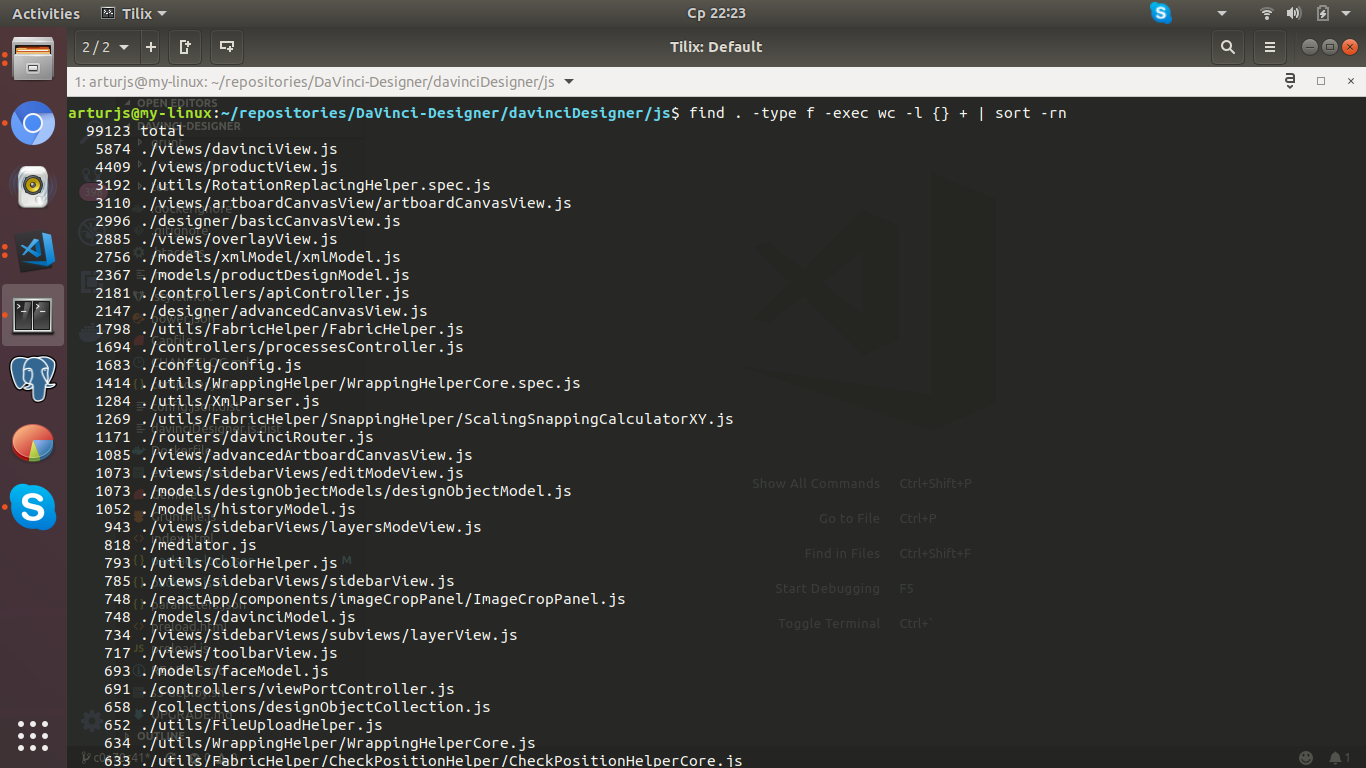 Activities
Tilix
Ср 22:23
2 / 2
Tilix: Default
1: arturjs@my-linux: ~/repositories/DaVinci-Designer/davinciDesigner/js
arturjs@my-linux:~/repositories/DaVinci-Designer/davinciDesigner/js$ find . -type f -exec wc -l {} + | sort -rn
99123 total
5874 ./views/davinciView.js
4409 ./views/productView.js
3192 ./utils/RotationReplacingHelper.spec.js
3110 ./views/artboardCanvasView/artboardCanvasView.js
2996 ./designer/basicCanvasView.js
2885 ./views/overlayView.js
2756 ./models/xmlModel/xmlModel.js
2367 ./models/productDesignModel.js
2181 ./controllers/apiController.js
2147 ./designer/advancedCanvasView.js
1798 ./utils/FabricHelper/FabricHelper.js
1694 ./controllers/processesController.js
1683 ./config/config.js
1414 ./utils/WrappingHelper/WrappingHelperCore.spec.js
1284 ./utils/XmlParser.js
1269 ./utils/FabricHelper/SnappingHelper/ScalingSnappingCalculatorXY.js
1171 ./routers/davinciRouter.js
1085 ./views/advancedArtboardCanvasView.js
1073 ./views/sidebarViews/editModeView.js
1073 ./models/designObjectModels/designObjectModel.js
1052 ./models/historyModel.js
943 ./views/sidebarViews/layersModeView.js
818 ./mediator.js
793 ./utils/ColorHelper.js
785 ./views/sidebarViews/sidebarView.js
748 ./reactApp/components/imageCropPanel/ImageCropPanel.js
748 ./models/davinciModel.js
734 ./views/sidebarViews/subviews/layerView.js
717 ./views/toolbarView.js
693 ./models/faceModel.js
691 ./controllers/viewPortController.js
658 ./collections/designObjectCollection.js
652 ./utils/FileUploadHelper.js
634 ./utils/WrappingHelper/WrappingHelperCore.js
633 ./utils/FabricHelper/CheckPositionHelper/CheckPositionHelperCore.js
OPEN EDITORS
DAVINCI-DESIGNER
OUTLINE
Show All Commands Ctrl+Shift+P
Go to File Ctrl+P
Find in Files Ctrl+Shift+F
Start Debugging F5
Toggle Terminal Ctrl+`